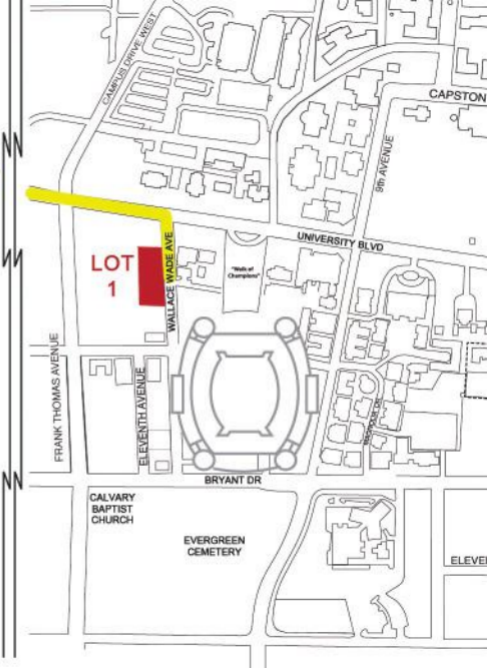 CAMPUS DRIVE WEST
CAPSTON
9th AVENUE
UNIVERSITY BLVD
LOT
1
WALLACE WADE AVE
"Walk of
Champions"
FRANK THOMAS AVENUE
ELEVENTH AVENUE
BRYANT DR
CALVARY
BAPTIST
CHURCH
EVERGREEN
CEMETERY
ELEVE